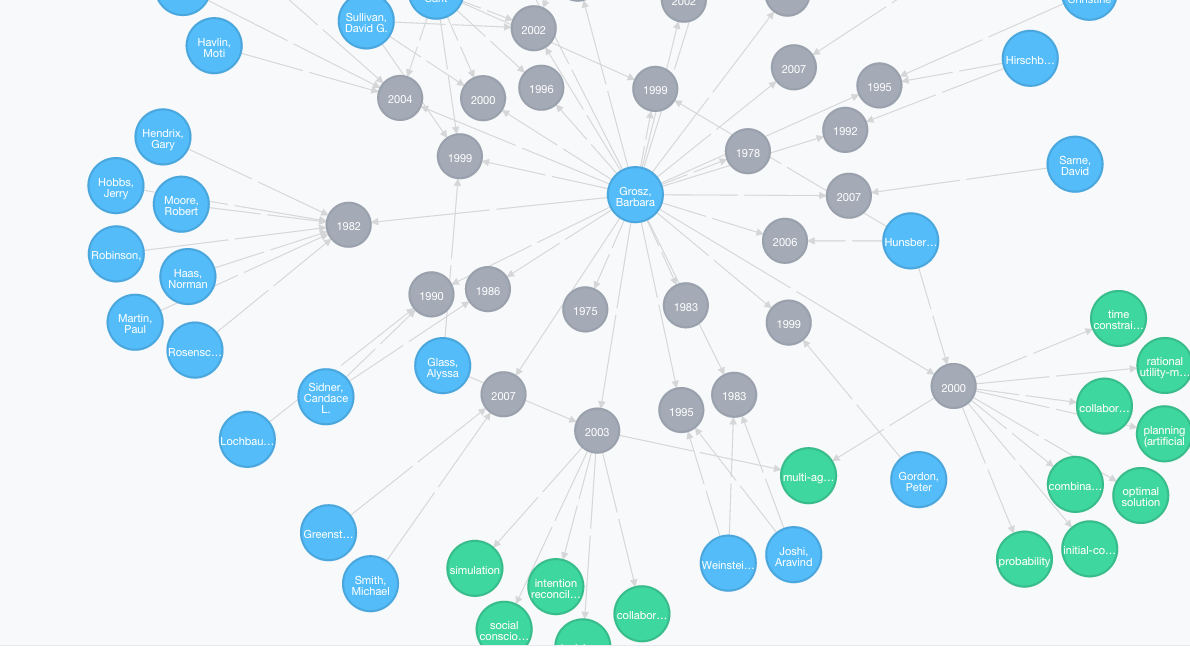 Christine
Sullivan,
David G.
2002
2002
Havlin,
Moti
Hirschb...
2007
1995
2004
2000
1996
1999
1992
Hendrix,
Gary
1978
1999
Sarne,
David
Hobbs,
Jerry
Moore,
Robert
Grosz,
Barbara
2007
1982
2006
Hunsber...
Robinson,
Haas,
Norman
1990
1986
1975
1983
1999
Martin,
Paul
time
constrai...
Rosensc...
Glass,
Alyssa
rational
utility-m...
Sidner,
Candace
L.
2007
1995
1983
2000
collabor...
Lochbau...
2003
planning
(artificial
multi-ag...
Gordon,
Peter
combina...
optimal
solution
Greenst...
Smith,
Michael
simulation
intention
reconcil...
Weinstei...
Joshi,
Aravind
probability
initial-co...
social
conscio...
collabor...